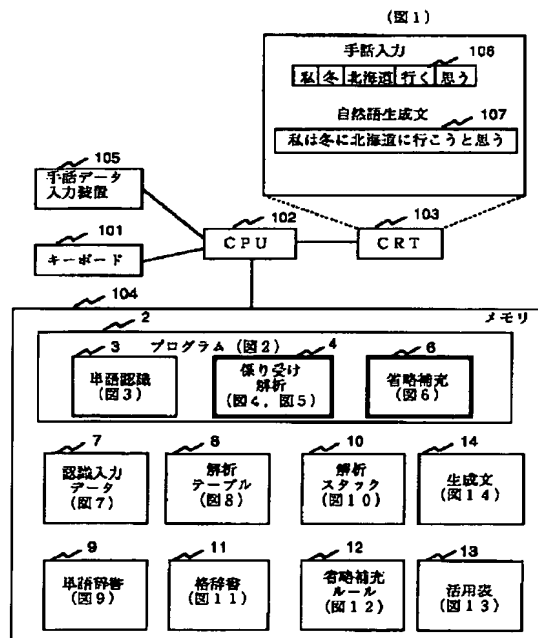 (図1)
手話入力
106
私 冬 北海道 行く 思う
自然語生成文
107
私は冬に北海道に行こうと思う
105
手話データ
入力装置
101
キーボード
102
CPU
103
CRT
104
メモリ
2
プログラム(図2)
3
単語認識
(図3)
4
係り受け
解析
(図4,図5)
6
省略補充
(図6)
7
認識入力
データ
(図7)
8
解析
テーブル
(図8)
10
解析
スタック
(図10)
14
生成文
(図14)
9
単語辞書
(図9)
11
格辞書
(図11)
12
省略補充
ルール
(図12)
13
活用表
(図13)